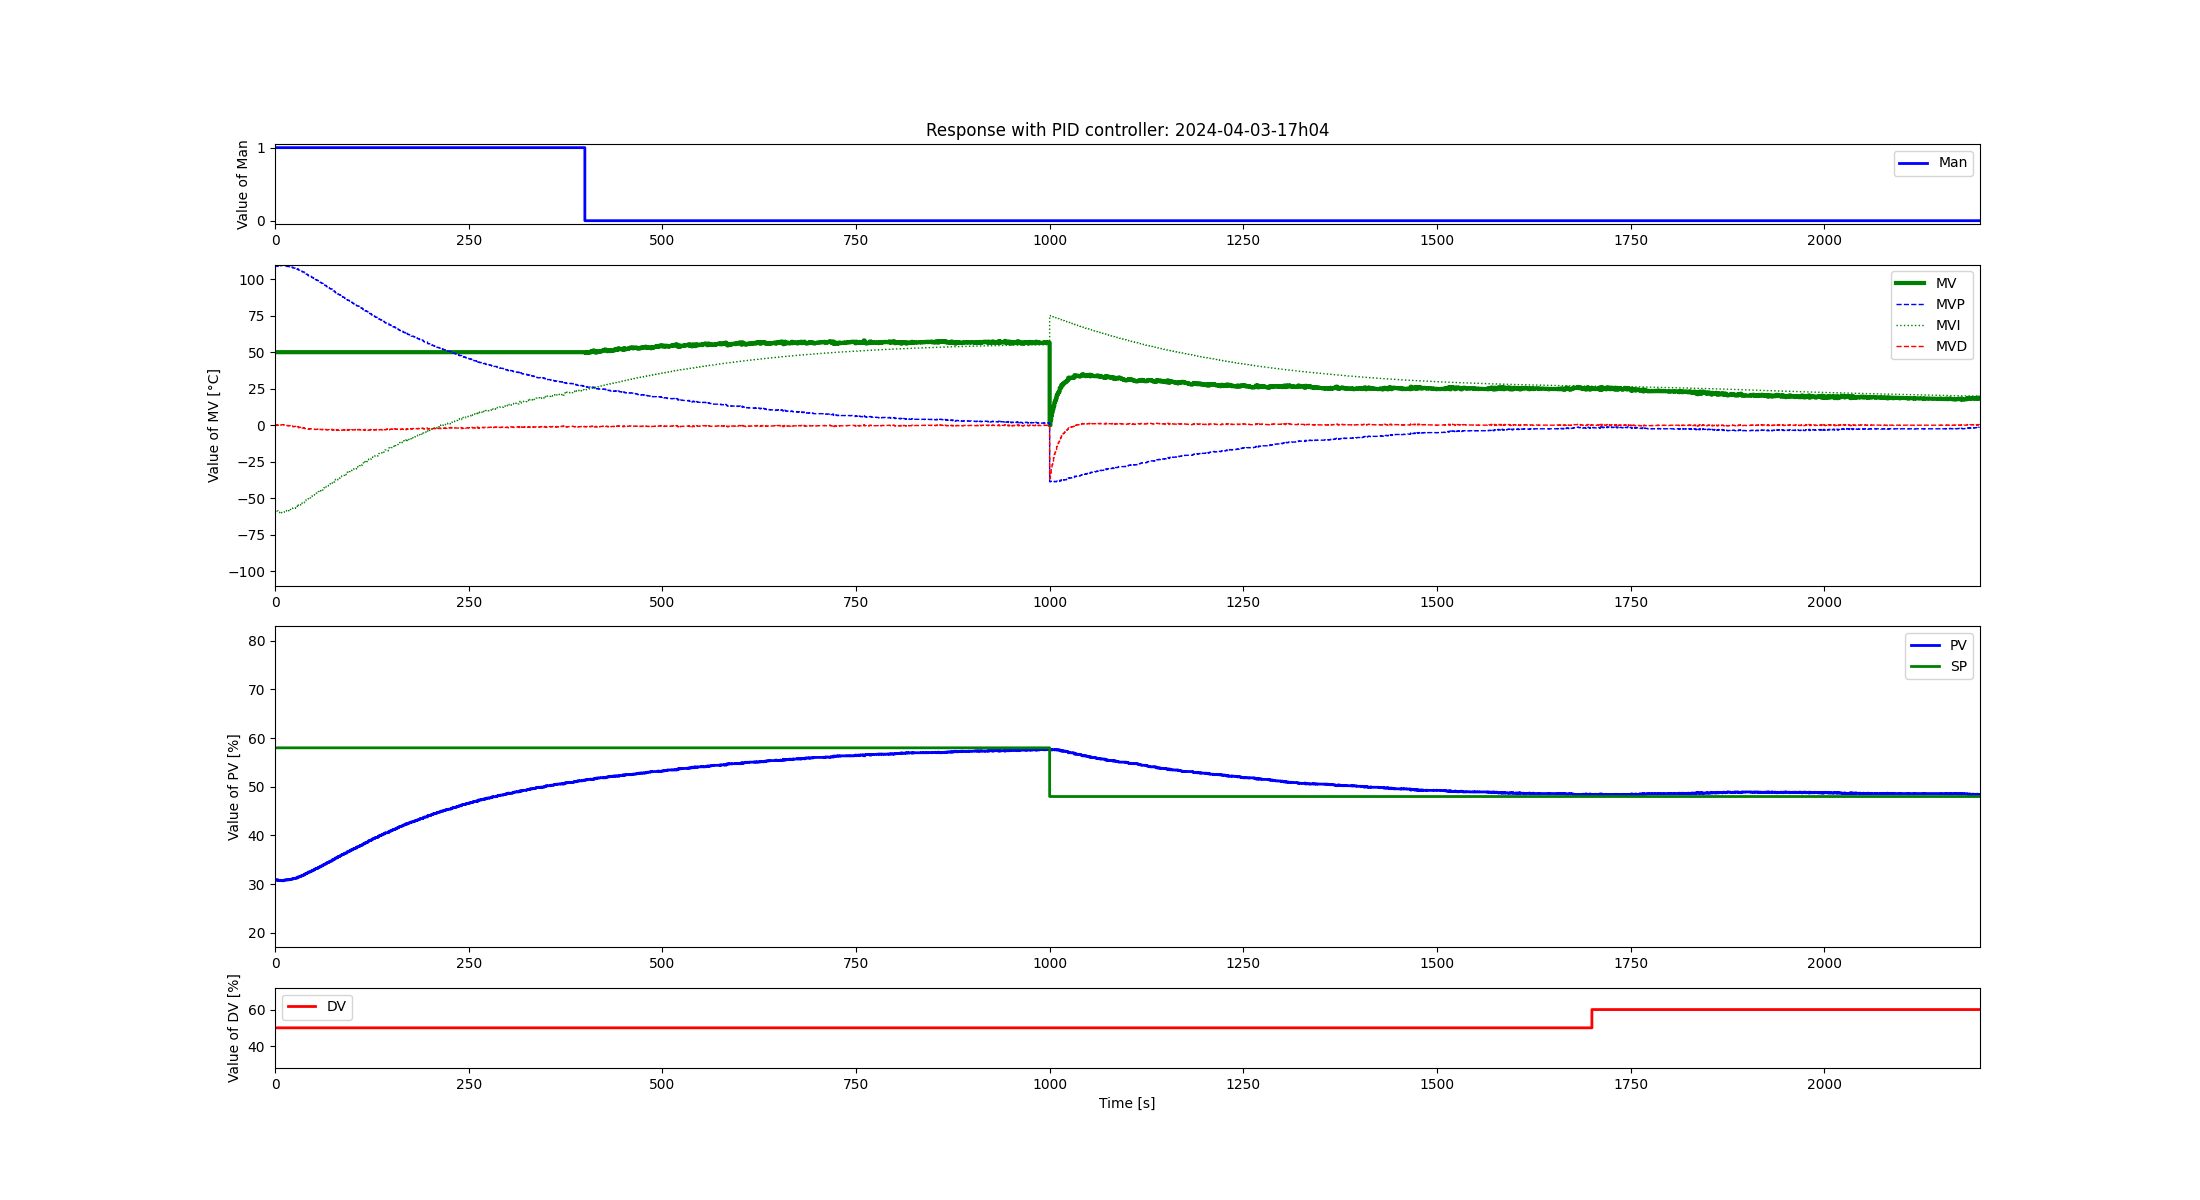 Response with PID controller: 2024-04-03-17h04
Value of Man
1
0
Man
0 250 500 750 1000 1250 1500 1750 2000
Value of MV [°C]
100
75
50
25
0
−25
−50
−75
−100
MV
MVP
MVI
MVD
0 250 500 750 1000 1250 1500 1750 2000
Value of PV [%]
80
70
60
50
40
30
20
PV
SP
0 250 500 750 1000 1250 1500 1750 2000
Value of DV [%]
60
40
DV
0 250 500 750 1000 1250 1500 1750 2000
Time [s]